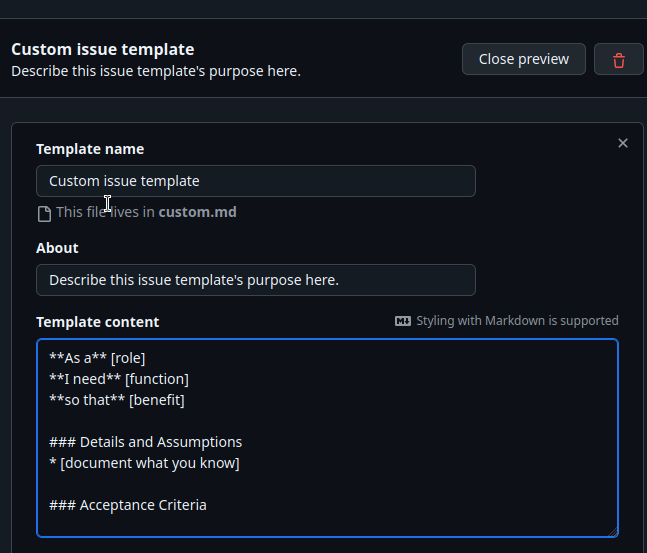 Custom issue template
Describe this issue template's purpose here.
Close preview
Template name
Custom issue template
This file lives in custom.md
About
Describe this issue template's purpose here.
Template content
Styling with Markdown is supported
**As a** [role]
**I need** [function]
**so that** [benefit]
### Details and Assumptions
* [document what you know]
### Acceptance Criteria